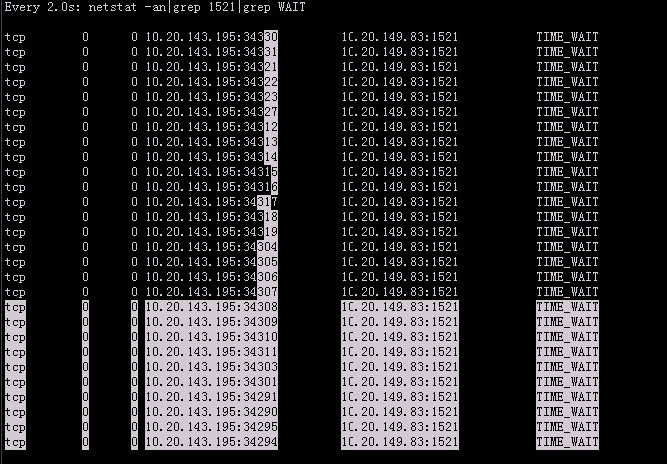 Every 2.0s: netstat -an|grep 1521|grep WAIT
tcp 0 0 10.20.143.195:34330 10.20.149.83:1521 TIME_WAIT
tcp 0 0 10.20.143.195:34331 10.20.149.83:1521 TIME_WAIT
tcp 0 0 10.20.143.195:34321 10.20.149.83:1521 TIME_WAIT
tcp 0 0 10.20.143.195:34322 10.20.149.83:1521 TIME_WAIT
tcp 0 0 10.20.143.195:34323 10.20.149.83:1521 TIME_WAIT
tcp 0 0 10.20.143.195:34327 10.20.149.83:1521 TIME_WAIT
tcp 0 0 10.20.143.195:34312 10.20.149.83:1521 TIME_WAIT
tcp 0 0 10.20.143.195:34313 10.20.149.83:1521 TIME_WAIT
tcp 0 0 10.20.143.195:34314 10.20.149.83:1521 TIME_WAIT
tcp 0 0 10.20.143.195:34315 10.20.149.83:1521 TIME_WAIT
tcp 0 0 10.20.143.195:34316 10.20.149.83:1521 TIME_WAIT
tcp 0 0 10.20.143.195:34317 10.20.149.83:1521 TIME_WAIT
tcp 0 0 10.20.143.195:34318 10.20.149.83:1521 TIME_WAIT
tcp 0 0 10.20.143.195:34319 10.20.149.83:1521 TIME_WAIT
tcp 0 0 10.20.143.195:34304 10.20.149.83:1521 TIME_WAIT
tcp 0 0 10.20.143.195:34305 10.20.149.83:1521 TIME_WAIT
tcp 0 0 10.20.143.195:34306 10.20.149.83:1521 TIME_WAIT
tcp 0 0 10.20.143.195:34307 10.20.149.83:1521 TIME_WAIT
tcp 0 0 10.20.143.195:34308 10.20.149.83:1521 TIME_WAIT
tcp 0 0 10.20.143.195:34309 10.20.149.83:1521 TIME_WAIT
tcp 0 0 10.20.143.195:34310 10.20.149.83:1521 TIME_WAIT
tcp 0 0 10.20.143.195:34311 10.20.149.83:1521 TIME_WAIT
tcp 0 0 10.20.143.195:34303 10.20.149.83:1521 TIME_WAIT
tcp 0 0 10.20.143.195:34301 10.20.149.83:1521 TIME_WAIT
tcp 0 0 10.20.143.195:34291 10.20.149.83:1521 TIME_WAIT
tcp 0 0 10.20.143.195:34290 10.20.149.83:1521 TIME_WAIT
tcp 0 0 10.20.143.195:34295 10.20.149.83:1521 TIME_WAIT
tcp 0 0 10.20.143.195:34294 10.20.149.83:1521 TIME_WAIT